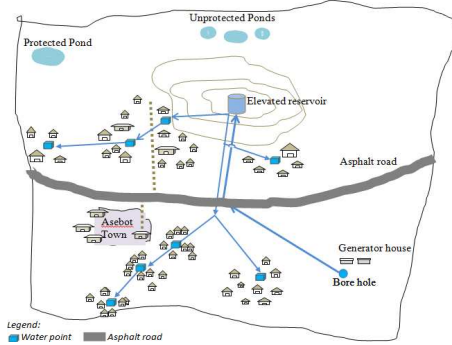 Unprotected Ponds
1
Protected Pond
Elevated reservoir
Asphalt road
Asebot
Town
Generator house
Bore hole
Legend:
Water point
Asphalt road